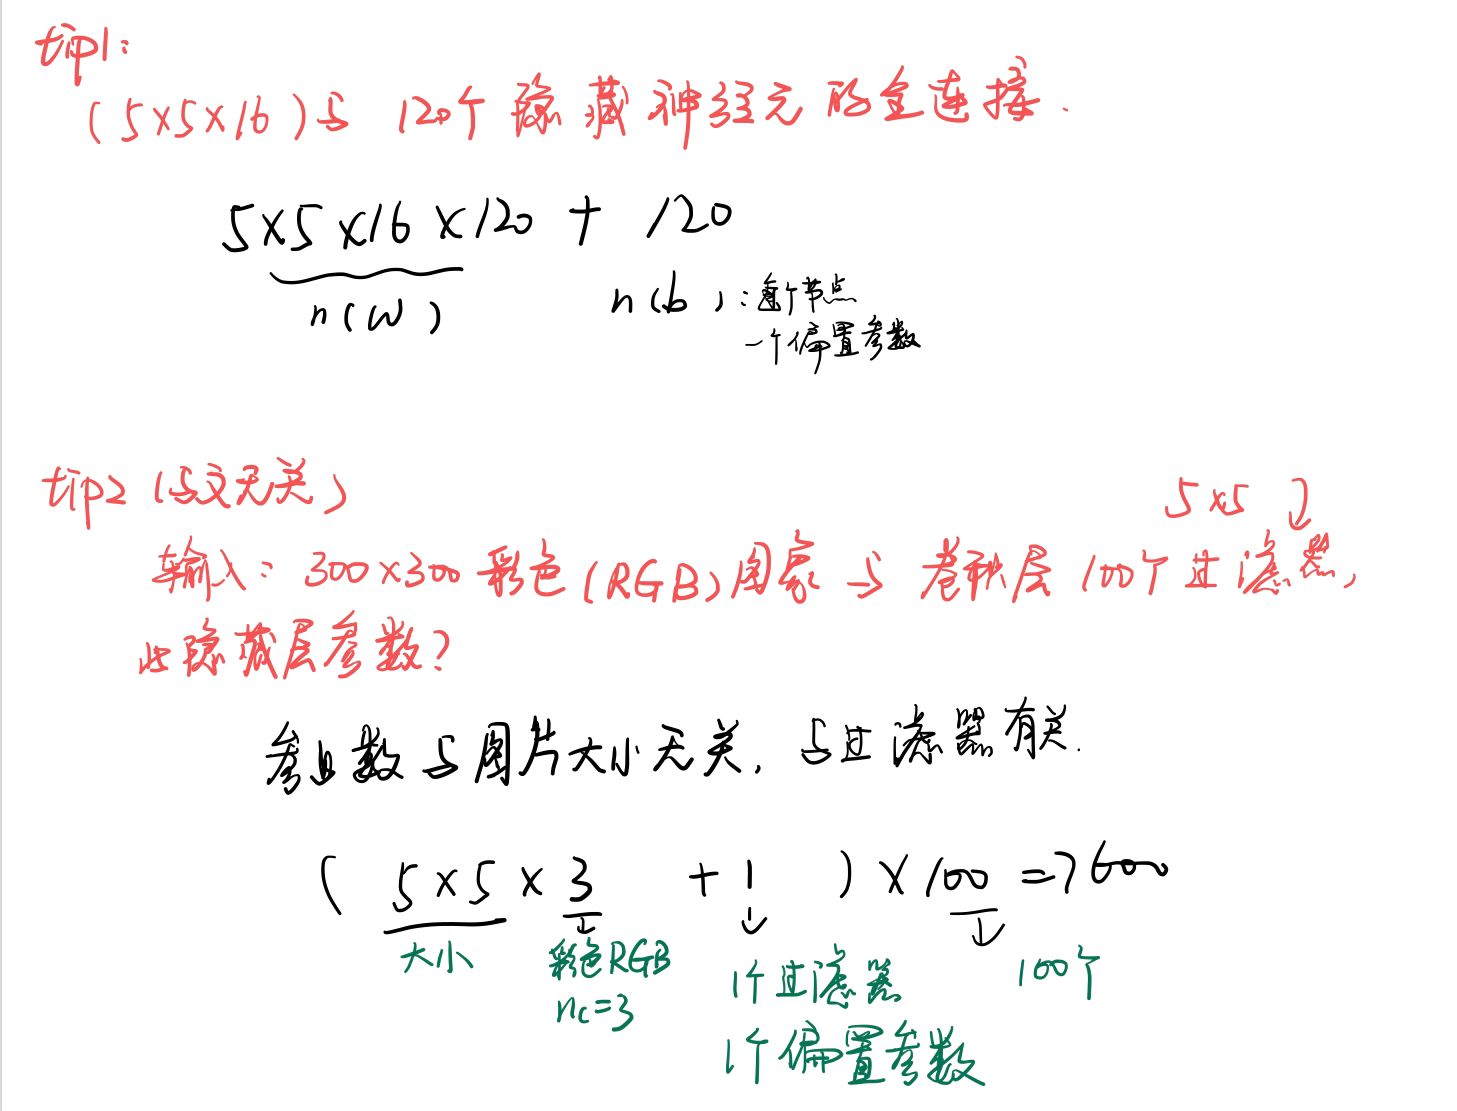 tip1:
(5×5×16)与 120个隐藏神经元的全连接.
5×5×16×120 + 120
n(w) n(b):每个节点
一个偏置参数
tip2 (与文无关)
5×5
输入: 300×300彩色(RGB)图象与卷积层100个过滤器,
此隐藏层参数?
参数与图片大小无关, 与过滤器有关.
( 5×5×3 +1 )×100=7600
大小 彩色RGB 1个过滤器 100个
nc=3
1个偏置参数